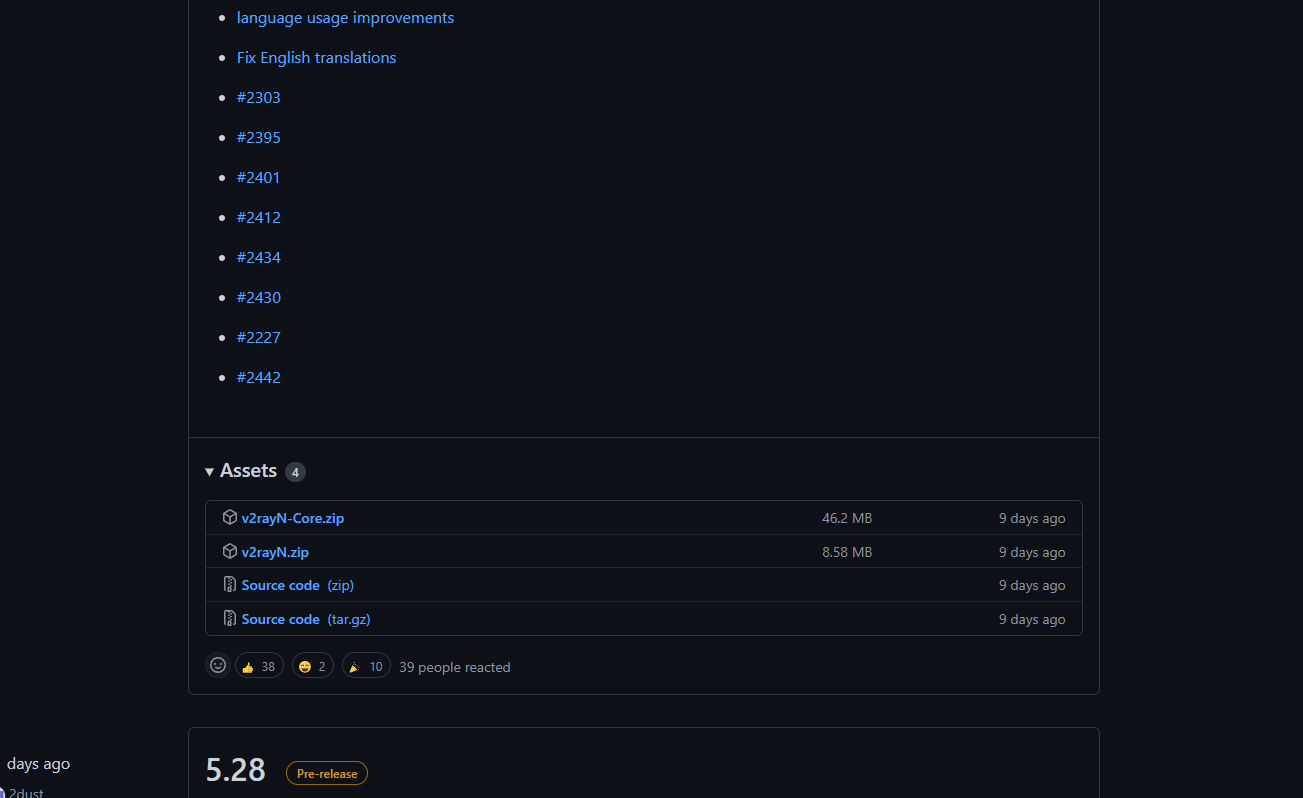 language usage improvements
Fix English translations
#2303
#2395
#2401
#2412
#2434
#2430
#2227
#2442
Assets 4
v2rayN-Core.zip 46.2 MB 9 days ago
v2rayN.zip 8.58 MB 9 days ago
Source code (zip) 9 days ago
Source code (tar.gz) 9 days ago
38 2 10 39 people reacted
days ago
5.28 Pre-release
2dust